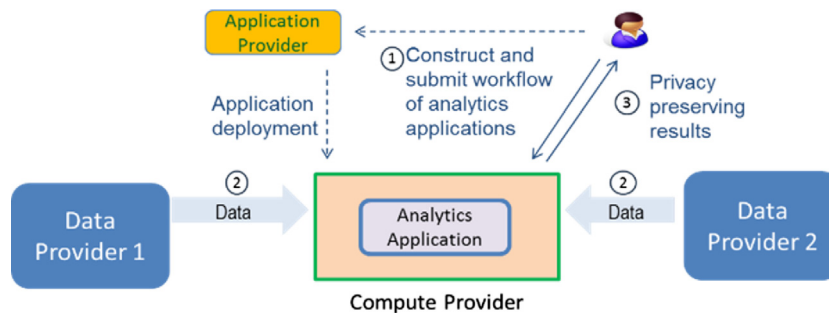 Application
Provider
① Construct and
submit workflow
of analytics
applications
③ Privacy
preserving
results
Application
deployment
②
Data
②
Data
Data
Provider 1
Analytics
Application
Data
Provider 2
Compute Provider